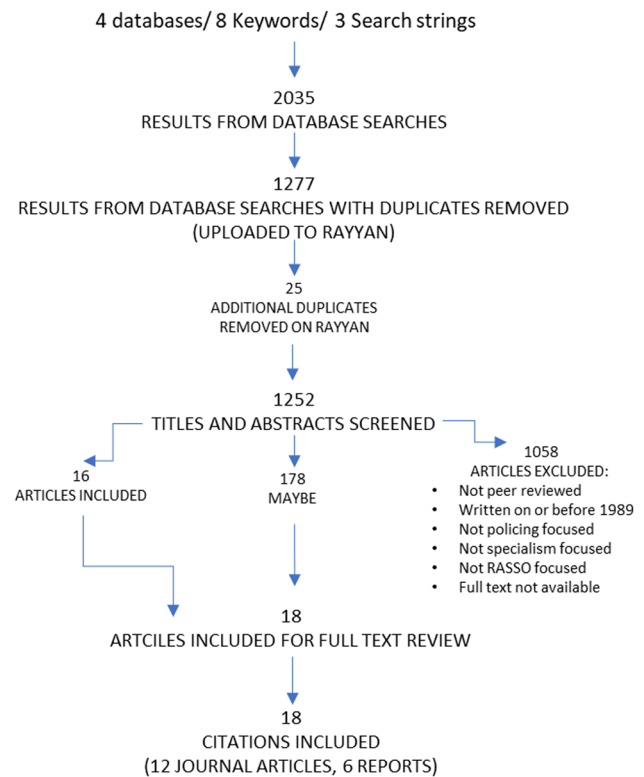 4 databases/ 8 Keywords/ 3 Search strings
2035
RESULTS FROM DATABASE SEARCHES
1277
RESULTS FROM DATABASE SEARCHES WITH DUPLICATES REMOVED
(UPLOADED TO RAYYAN)
25
ADDITIONAL DUPLICATES
REMOVED ON RAYYAN
1252
TITLES AND ABSTRACTS SCREENED
16
ARTICLES INCLUDED
178
MAYBE
1058
ARTICLES EXCLUDED:
• Not peer reviewed
• Written on or before 1989
• Not policing focused
• Not specialism focused
• Not RASSO focused
• Full text not available
18
ARTCILES INCLUDED FOR FULL TEXT REVIEW
18
CITATIONS INCLUDED
(12 JOURNAL ARTICLES, 6 REPORTS)